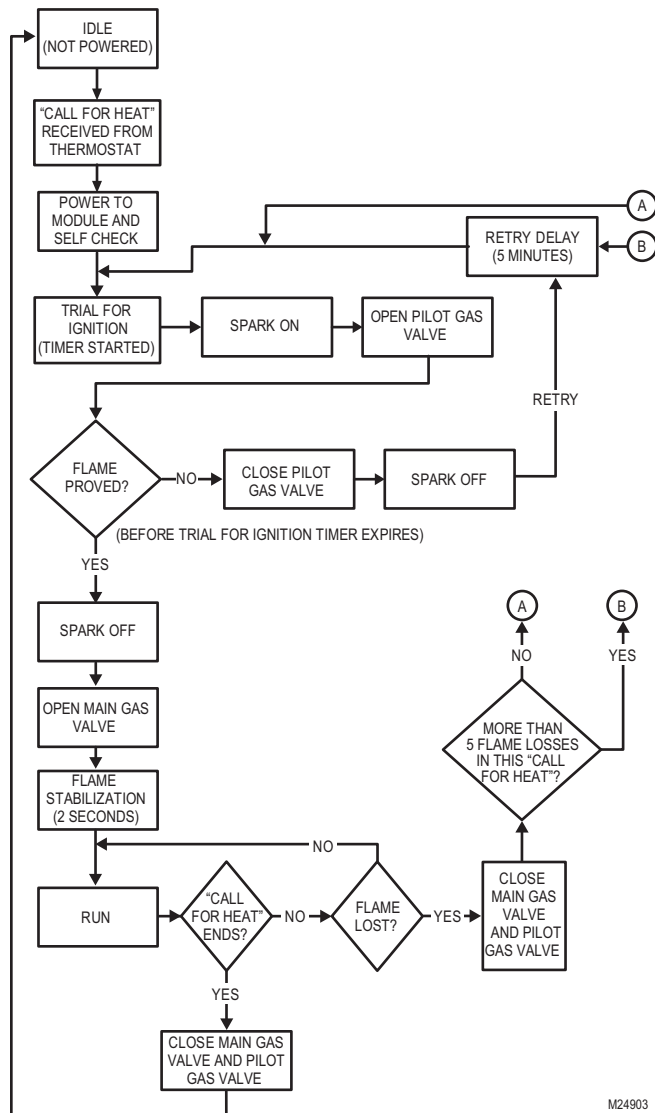 IDLE
(NOT POWERED)
“CALL FOR HEAT”
RECEIVED FROM
THERMOSTAT
POWER TO
MODULE AND
SELF CHECK
A
RETRY DELAY
(5 MINUTES)
B
TRIAL FOR
IGNITION
(TIMER STARTED)
SPARK ON
OPEN PILOT GAS
VALVE
RETRY
FLAME
PROVED?
NO
CLOSE PILOT
GAS VALVE
SPARK OFF
(BEFORE TRIAL FOR IGNITION TIMER EXPIRES)
YES
SPARK OFF
A
B
NO
YES
OPEN MAIN GAS
VALVE
MORE THAN
5 FLAME LOSSES
IN THIS “CALL
FOR HEAT”?
FLAME
STABILIZATION
(2 SECONDS)
NO
RUN
“CALL
FOR HEAT”
ENDS?
NO
FLAME
LOST?
YES
CLOSE
MAIN GAS
VALVE
AND PILOT
GAS VALVE
YES
CLOSE MAIN GAS
VALVE AND PILOT
GAS VALVE
M24903